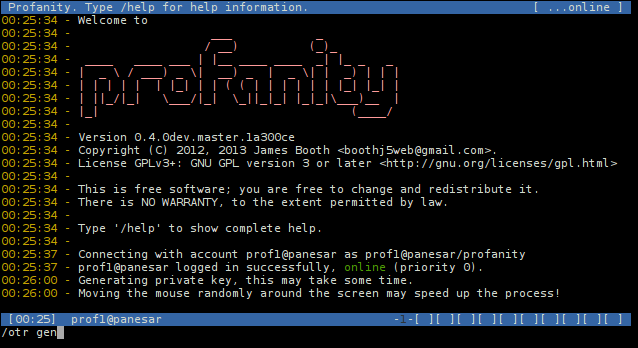 Profanity. Type /help for help information. [ ...online ]
00:25:34 - Welcome to
00:25:34 -
00:25:34 -
00:25:34 -
00:25:34 -
00:25:34 -
00:25:34 -
00:25:34 -
00:25:34 -
00:25:34 - Version 0.4.0dev.master.1a300ce
00:25:34 - Copyright (C) 2012, 2013 James Booth <boothj5web@gmail.com>.
00:25:34 - License GPLv3+: GNU GPL version 3 or later <http://gnu.org/licenses/gpl.html>
00:25:34 -
00:25:34 - This is free software; you are free to change and redistribute it.
00:25:34 - There is NO WARRANTY, to the extent permitted by law.
00:25:34 -
00:25:34 - Type '/help' to show complete help.
00:25:34 -
00:25:37 - Connecting with account prof1@panesar as prof1@panesar/profanity
00:25:37 - prof1@panesar logged in successfully, online (priority 0).
00:26:00 - Generating private key, this may take some time.
00:26:00 - Moving the mouse randomly around the screen may speed up the process!
[00:25] prof1@panesar -1-[ ][ ][ ][ ][ ][ ][ ][ ][ ][ ]
/otr gen